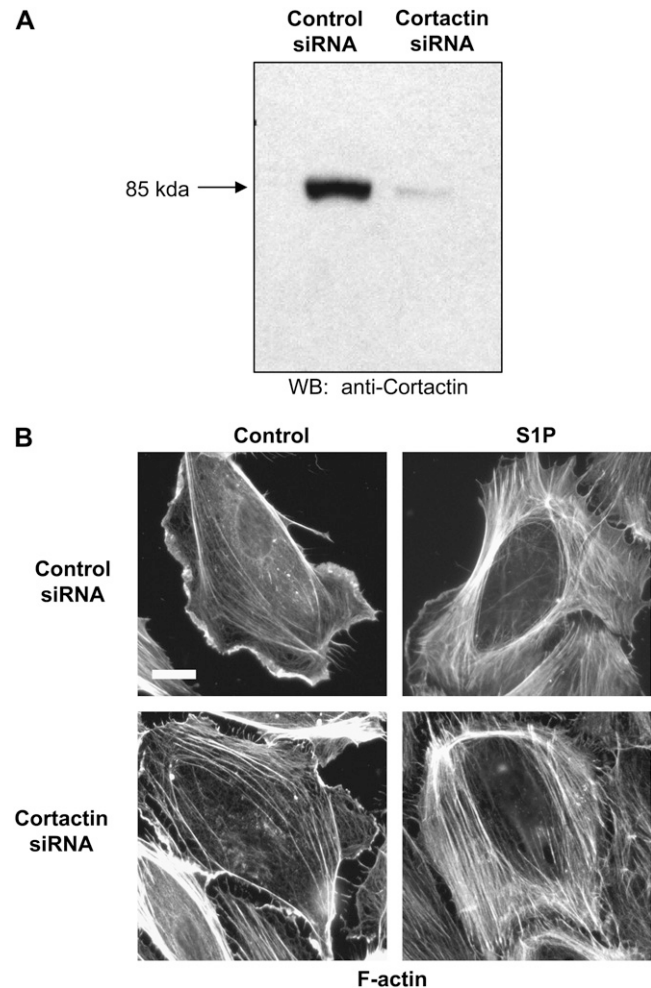 A
Control
siRNA
Cortactin
siRNA
85 kda
WB: anti-Cortactin
B
Control
S1P
Control
siRNA
Cortactin
siRNA
F-actin